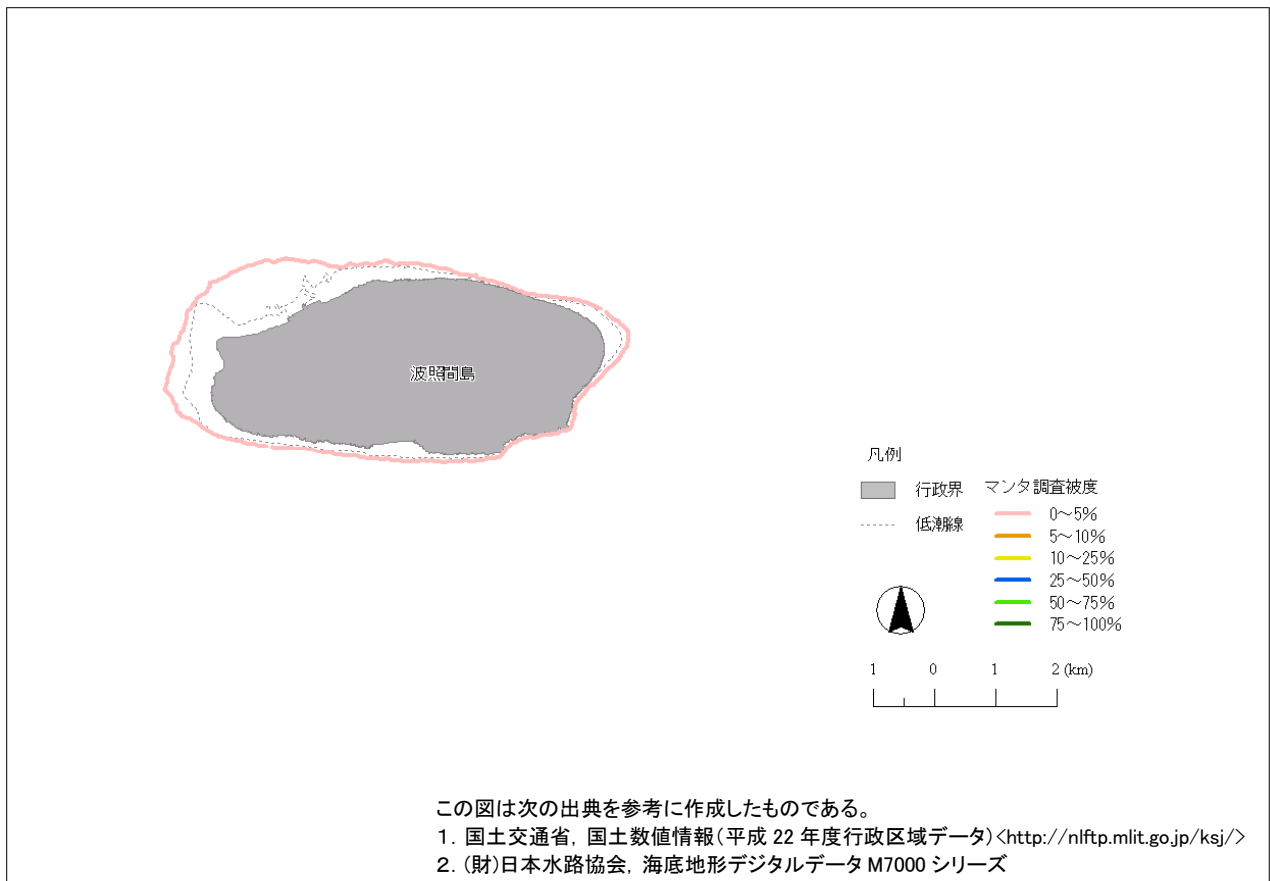 波照間島
凡例
行政界
低潮線
マンタ調査被度
0～5%
5～10%
10～25%
25～50%
50～75%
75～100%
1 0 1 2 (km)
この図は次の出典を参考に作成したものである。
1. 国土交通省, 国土数値情報(平成 22 年度行政区域データ)<http://nlftp.mlit.go.jp/ksj/>
2. (財)日本水路協会, 海底地形デジタルデータ M7000 シリーズ